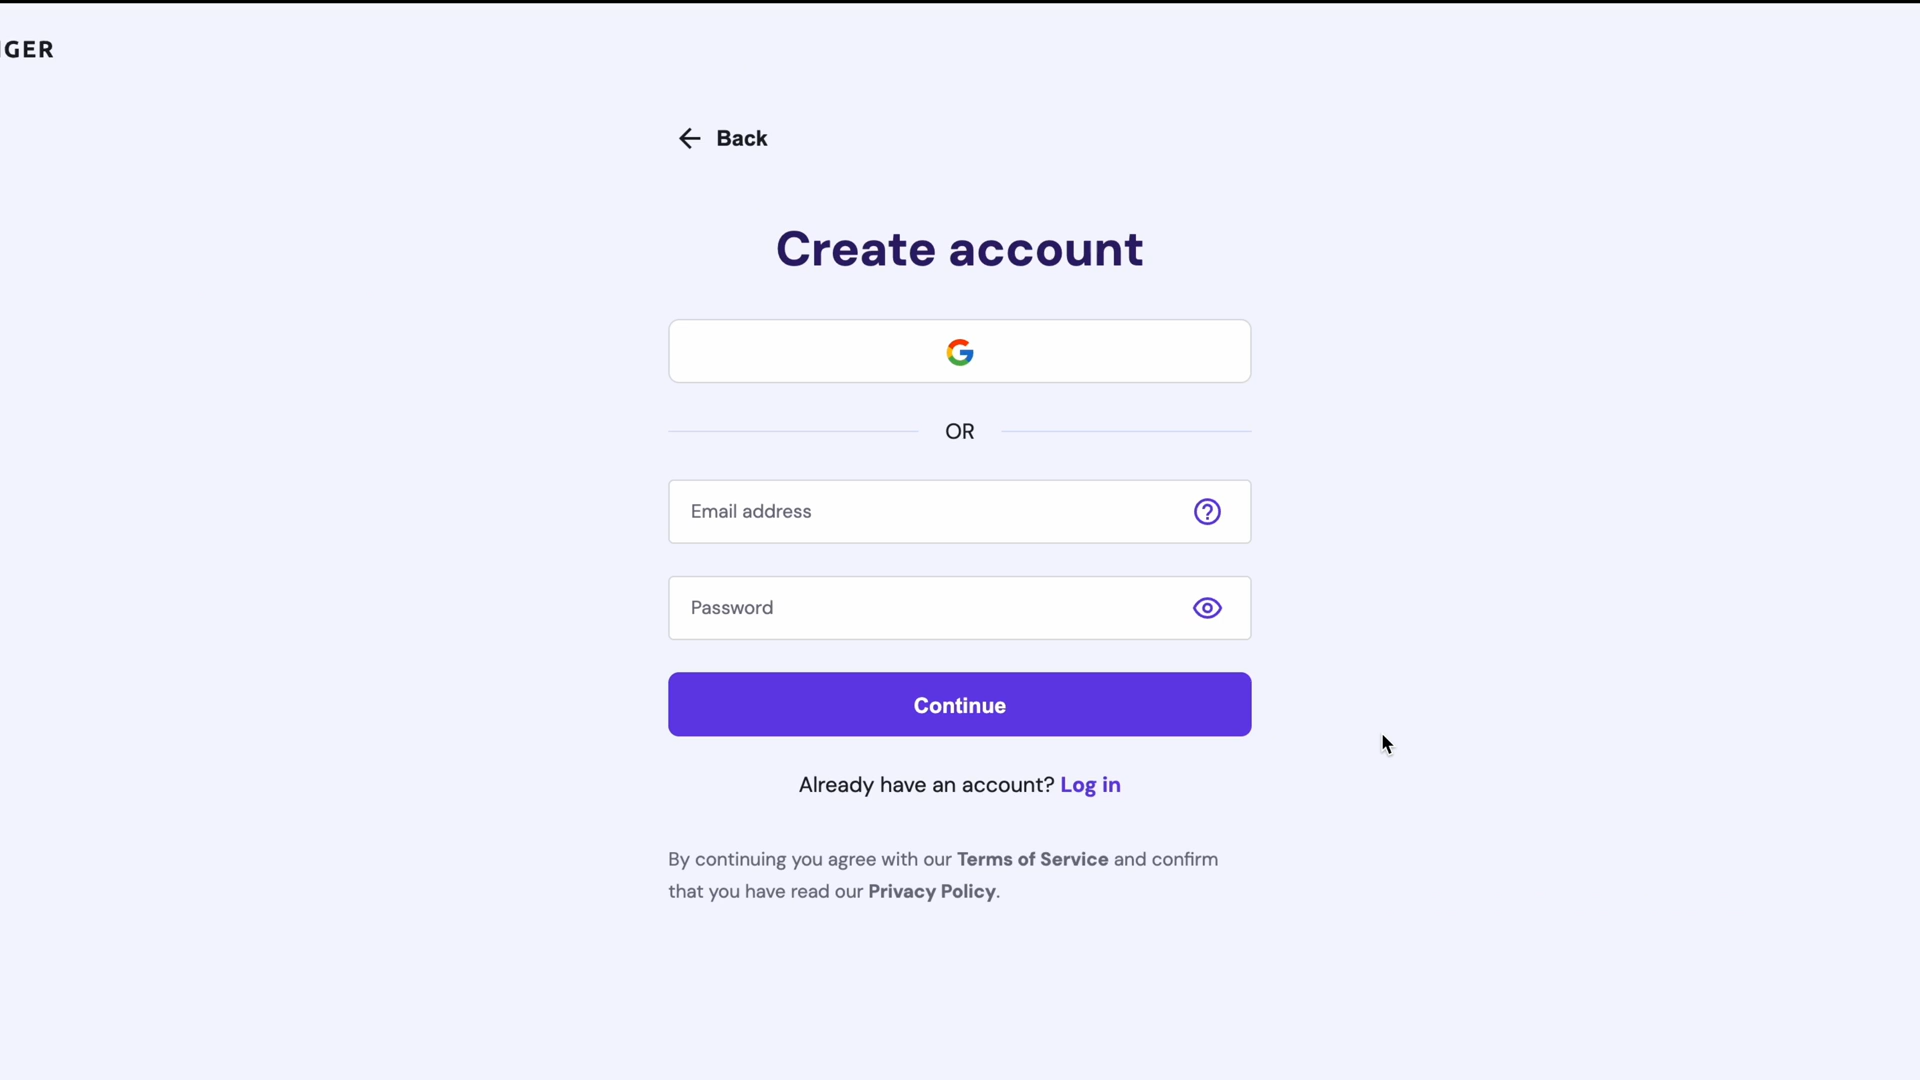 GER
Back
Create account
OR
Email address
Password
Continue
Already have an account? Log in
By continuing you agree with our Terms of Service and confirm
that you have read our Privacy Policy.